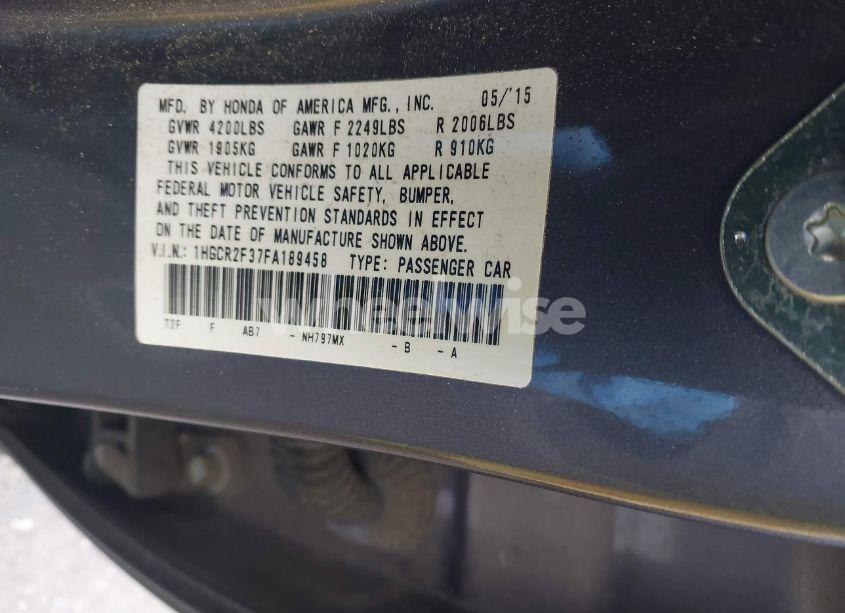 MFD. BY HONDA OF AMERICA MFG., INC. 05/'15
GVWR 4200LBS GAWR F 2249LBS R 2006LBS
GVWR 1905KG GAWR F 1020KG R 910KG
THIS VEHICLE CONFORMS TO ALL APPLICABLE
FEDERAL MOTOR VEHICLE SAFETY, BUMPER,
AND THEFT PREVENTION STANDARDS IN EFFECT
ON THE DATE OF MANUFACTURE SHOWN ABOVE.
V.I.N.: 1HGCR2F37FA189458 TYPE: PASSENGER CAR
wheelwise
T2F F AB7 - NH797MX - B - A